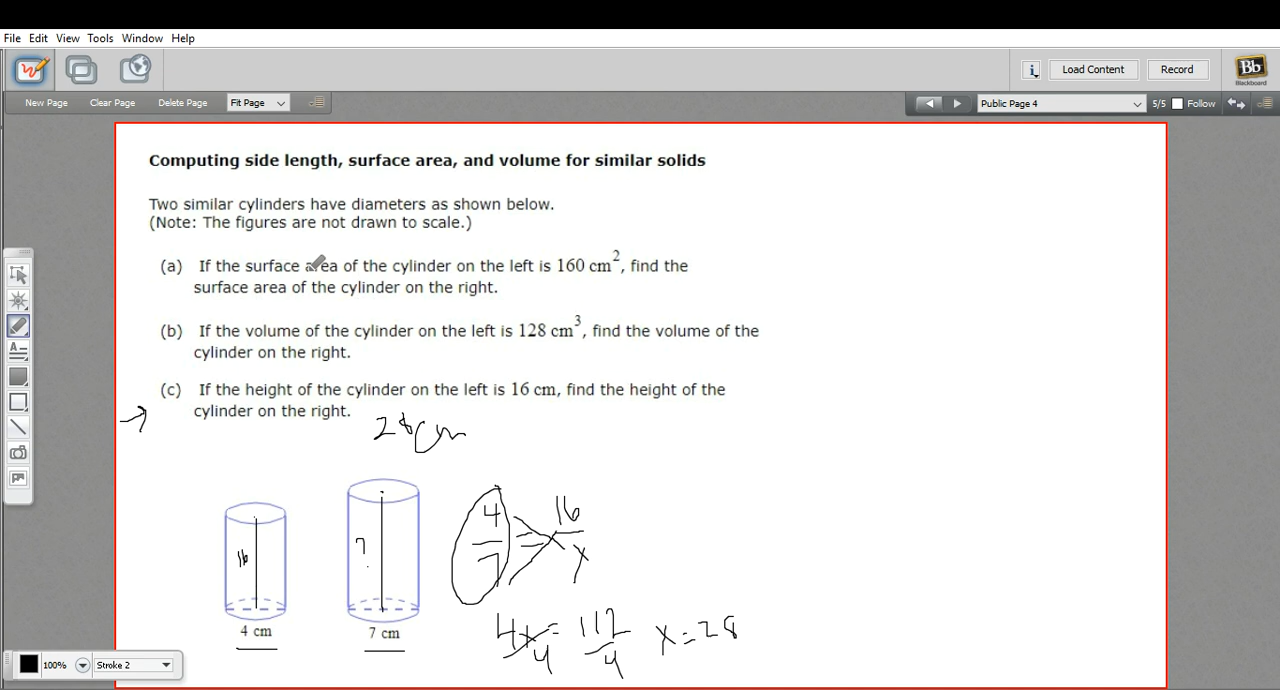 File Edit View Tools Window Help
Load Content Record Bb
Blackboard
New Page Clear Page Delete Page Fit Page Public Page 4 5/5 Follow
Computing side length, surface area, and volume for similar solids
Two similar cylinders have diameters as shown below.
(Note: The figures are not drawn to scale.)
(a) If the surface area of the cylinder on the left is 160 cm², find the
surface area of the cylinder on the right.
(b) If the volume of the cylinder on the left is 128 cm³, find the volume of the
cylinder on the right.
(c) If the height of the cylinder on the left is 16 cm, find the height of the
cylinder on the right.
28cm
16
?
4/7 = 16/x
4 cm
7 cm
4x/4 = 112/4 x=28
100% Stroke 2